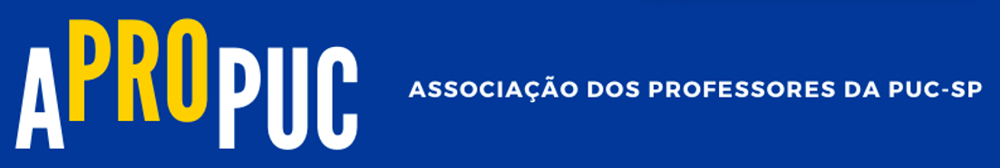 APROPUC
ASSOCIAÇÃO DOS PROFESSORES DA PUC-SP